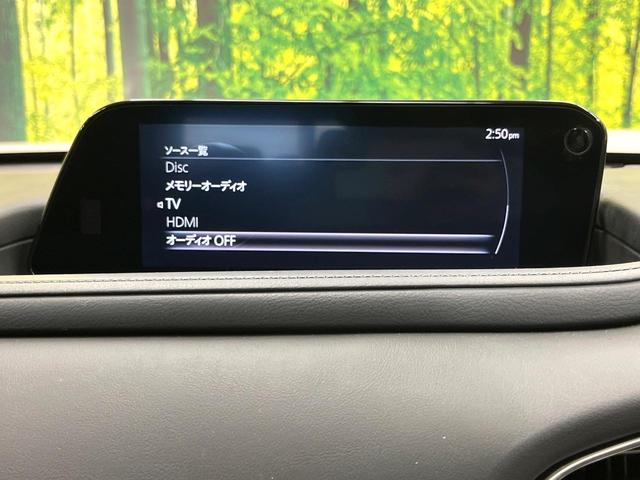 2:50pm
ソース一覧
Disc
メモリーオーディオ
TV
HDMI
オーディオ OFF